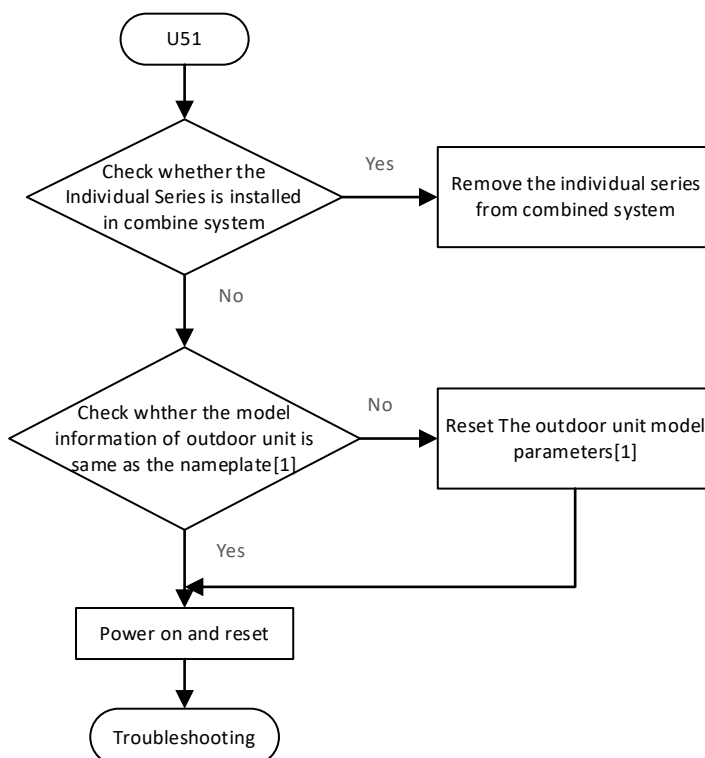 U51
Check whether the
Individual Series is installed
in combine system
Yes
Remove the individual series
from combined system
No
Check whther the model
information of outdoor unit is
same as the nameplate[1]
No
Reset The outdoor unit model
parameters[1]
Yes
Power on and reset
Troubleshooting